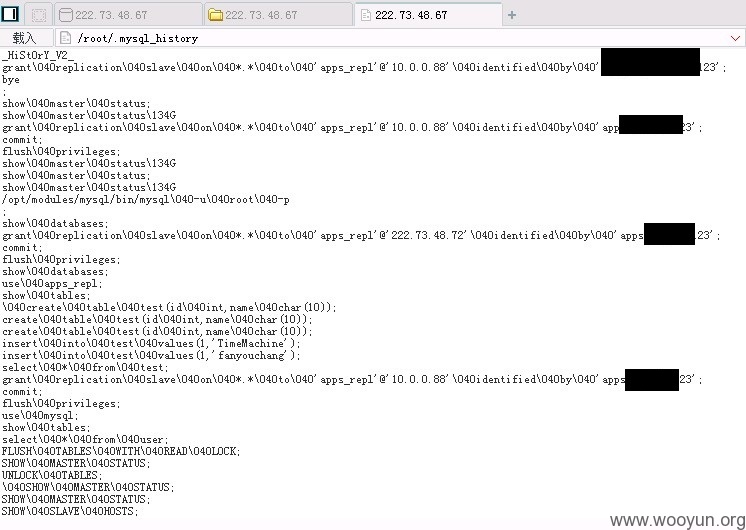 222.73.48.67
222.73.48.67
222.73.48.67
载入
/root/.mysql_history
_HiStOrY_V2_
grant\040replication\040slave\040on\040*.*\040to\040'apps_repl'@'10.0.0.88'\040identified\040by\040' 123';
bye
;
show\040master\040status;
show\040master\040status\134G
grant\040replication\040slave\040on\040*.*\040to\040'apps_repl'@'10.0.0.88'\040identified\040by\040'app 23';
commit;
flush\040privileges;
show\040master\040status\134G
show\040master\040status;
show\040master\040status\134G
/opt/modules/mysql/bin/mysql\040-u\040root\040-p
;
show\040databases;
grant\040replication\040slave\040on\040*.*\040to\040'apps_repl'@'222.73.48.72'\040identified\040by\040'apps 23';
commit;
flush\040privileges;
show\040databases;
use\040apps_repl;
show\040tables;
\040create\040table\040test(id\040int,name\040char(10));
create\040table\040test(id\040int,name\040char(10));
create\040table\040test(id\040int,name\040char(10));
insert\040into\040test\040values(1,'TimeMachine');
insert\040into\040test\040values(1,'fanyouchang');
select\040*\040from\040test;
grant\040replication\040slave\040on\040*.*\040to\040'apps_repl'@'10.0.0.88'\040identified\040by\040'apps 23';
commit;
flush\040privileges;
use\040mysql;
show\040tables;
select\040*\040from\040user;
FLUSH\040TABLES\040WITH\040READ\040LOCK;
SHOW\040MASTER\040STATUS;
UNLOCK\040TABLES;
\040SHOW\040MASTER\040STATUS;
SHOW\040MASTER\040STATUS;
SHOW\040SLAVE\040HOSTS;
www.wooyun.org